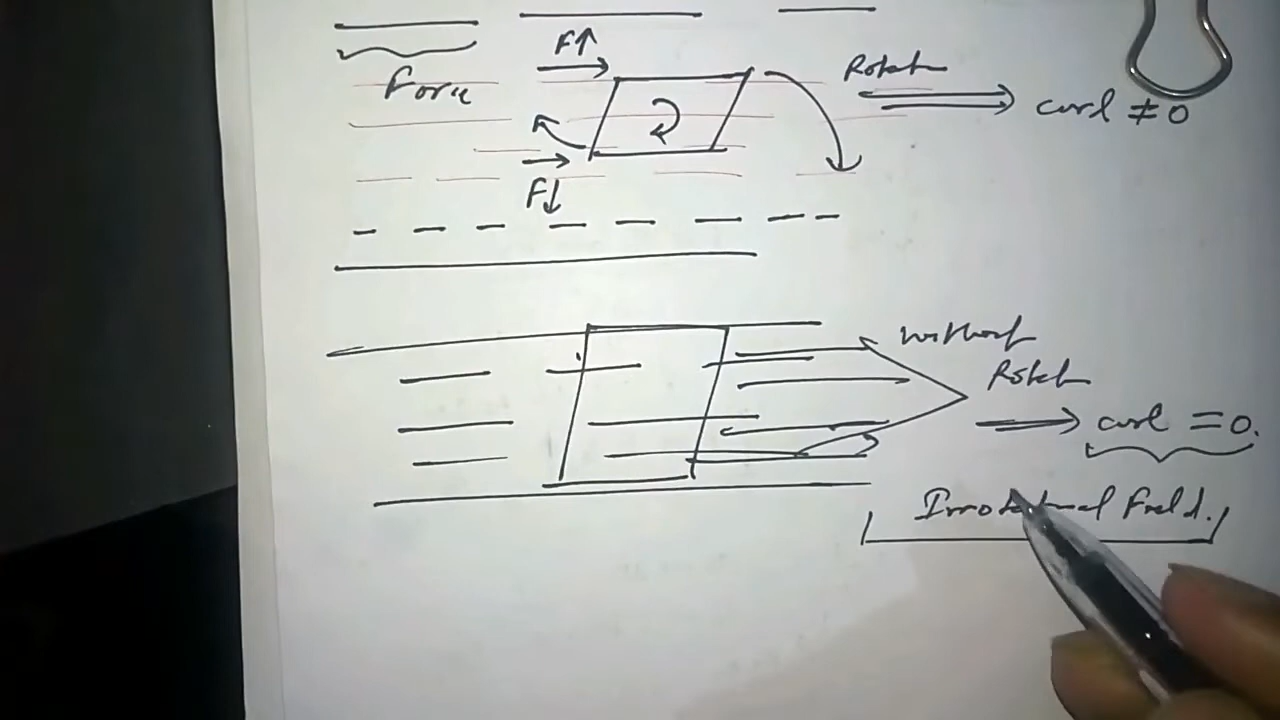 F↑
Force
Rotate
curl ≠ 0
F↓
without
Rotate
curl = 0.
Irrotational Field.